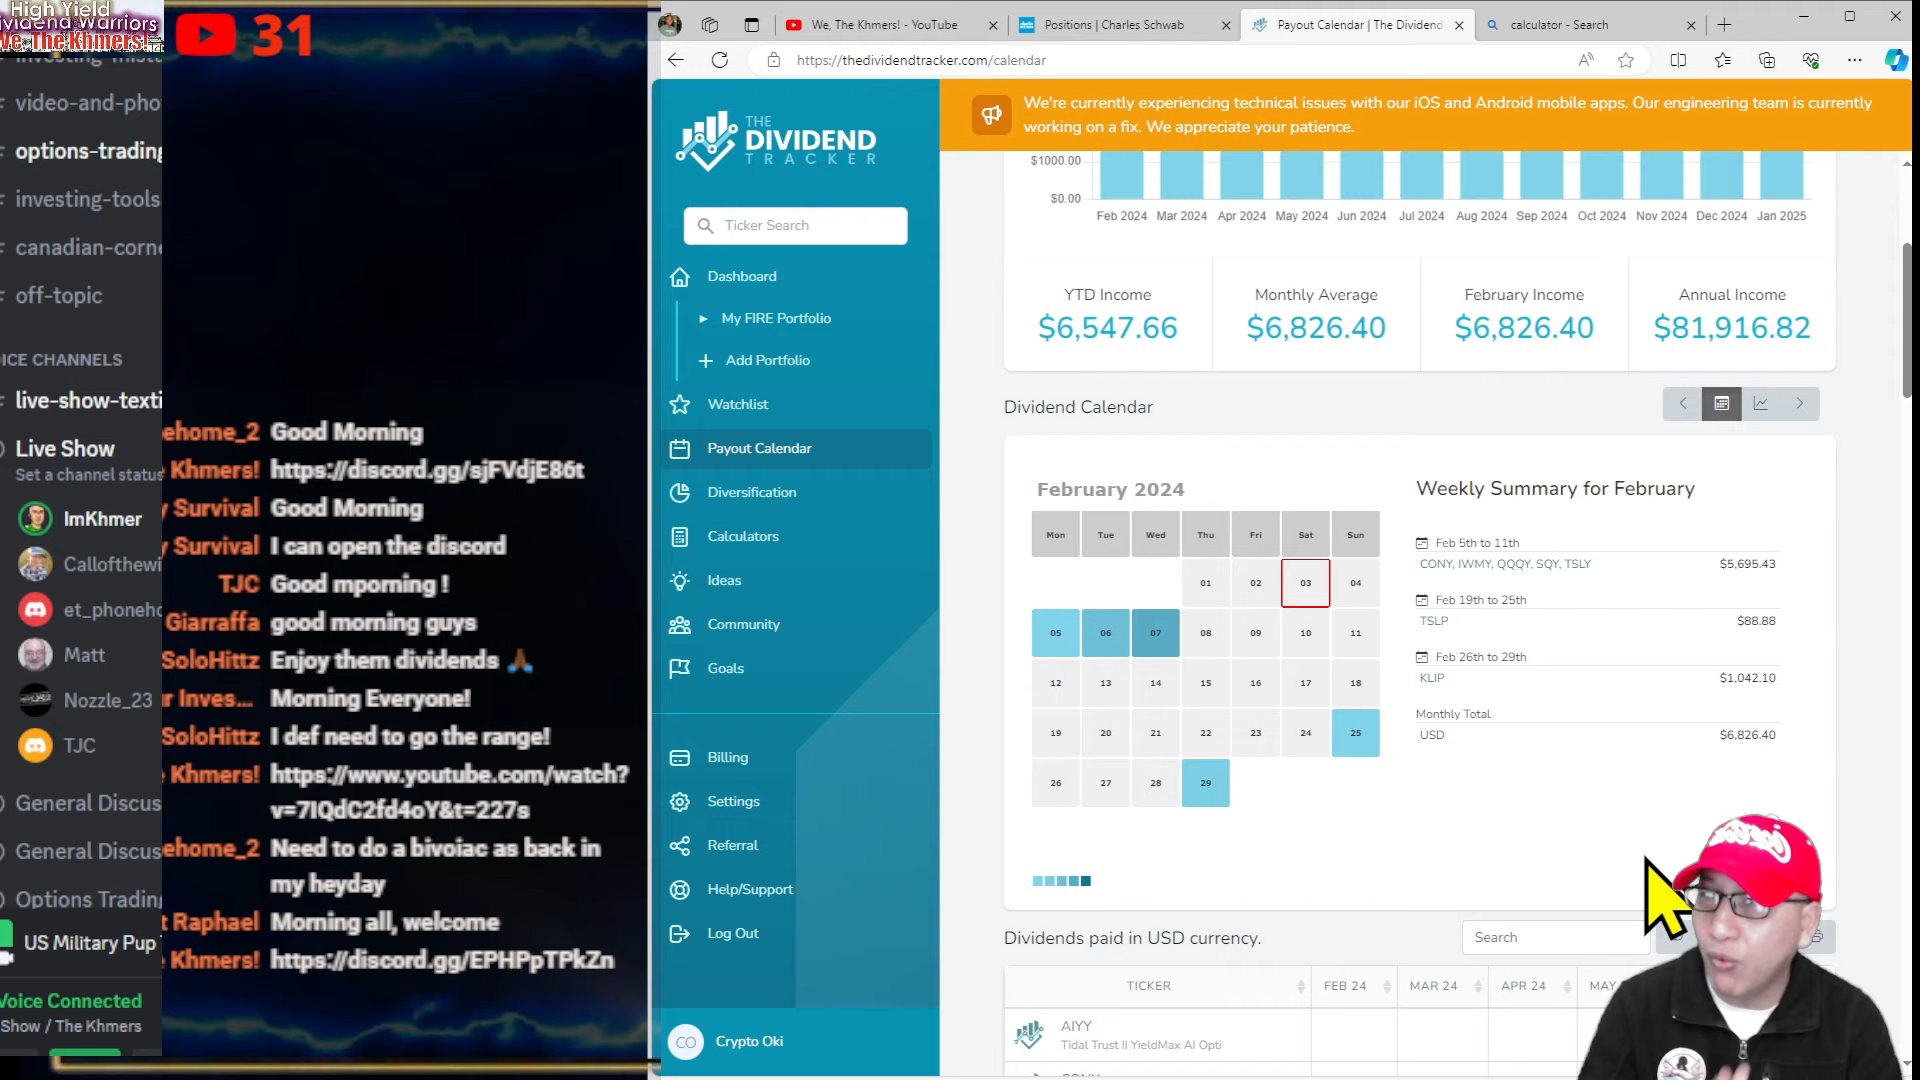 High Yield
Dividend Warriors
We, The Khmers!
31
investing-mista
video-and-pho
options-trading
investing-tools
canadian-corne
off-topic
OICE CHANNELS
live-show-texti
Live Show
Set a channel status
ImKhmer
Callofthewi
et_phoneho
Matt
Nozzle_23
TJC
General Discus
General Discus
Options Trading
US Military Pup T
Voice Connected
Show / The Khmers
ehome_2 Good Morning
e Khmers! https://discord.gg/sjFVdjE86t
y Survival Good Morning
y Survival I can open the discord
TJC Good mporning !
Giarraffa good morning guys
SoloHittz Enjoy them dividends 🙏🏾
r Inves... Morning Everyone!
SoloHittz I def need to go the range!
e Khmers! https://www.youtube.com/watch?
v=7IQdC2fd4oY&t=227s
ehome_2 Need to do a bivoiac as back in
my heyday
t Raphael Morning all, welcome
e Khmers! https://discord.gg/EPHPpTPkZn
We, The Khmers! - YouTube
Positions | Charles Schwab
Payout Calendar | The Dividend
calculator - Search
https://thedividendtracker.com/calendar
THE
DIVIDEND
TRACKER
Ticker Search
Dashboard
My FIRE Portfolio
Add Portfolio
Watchlist
Payout Calendar
Diversification
Calculators
Ideas
Community
Goals
Billing
Settings
Referral
Help/Support
Log Out
CO Crypto Oki
We're currently experiencing technical issues with our iOS and Android mobile apps. Our engineering team is currently
working on a fix. We appreciate your patience.
$1000.00
$0.00
Feb 2024 Mar 2024 Apr 2024 May 2024 Jun 2024 Jul 2024 Aug 2024 Sep 2024 Oct 2024 Nov 2024 Dec 2024 Jan 2025
YTD Income Monthly Average February Income Annual Income
$6,547.66 $6,826.40 $6,826.40 $81,916.82
Dividend Calendar
February 2024
Mon Tue Wed Thu Fri Sat Sun
01 02 03 04
05 06 07 08 09 10 11
12 13 14 15 16 17 18
19 20 21 22 23 24 25
26 27 28 29
Weekly Summary for February
Feb 5th to 11th
CONY, IWMY, QQQY, SQY, TSLY $5,695.43
Feb 19th to 25th
TSLP $88.88
Feb 26th to 29th
KLIP $1,042.10
Monthly Total
USD $6,826.40
Dividends paid in USD currency.
Search
TICKER FEB 24 MAR 24 APR 24 MAY
AIYY
Tidal Trust II YieldMax AI Opti